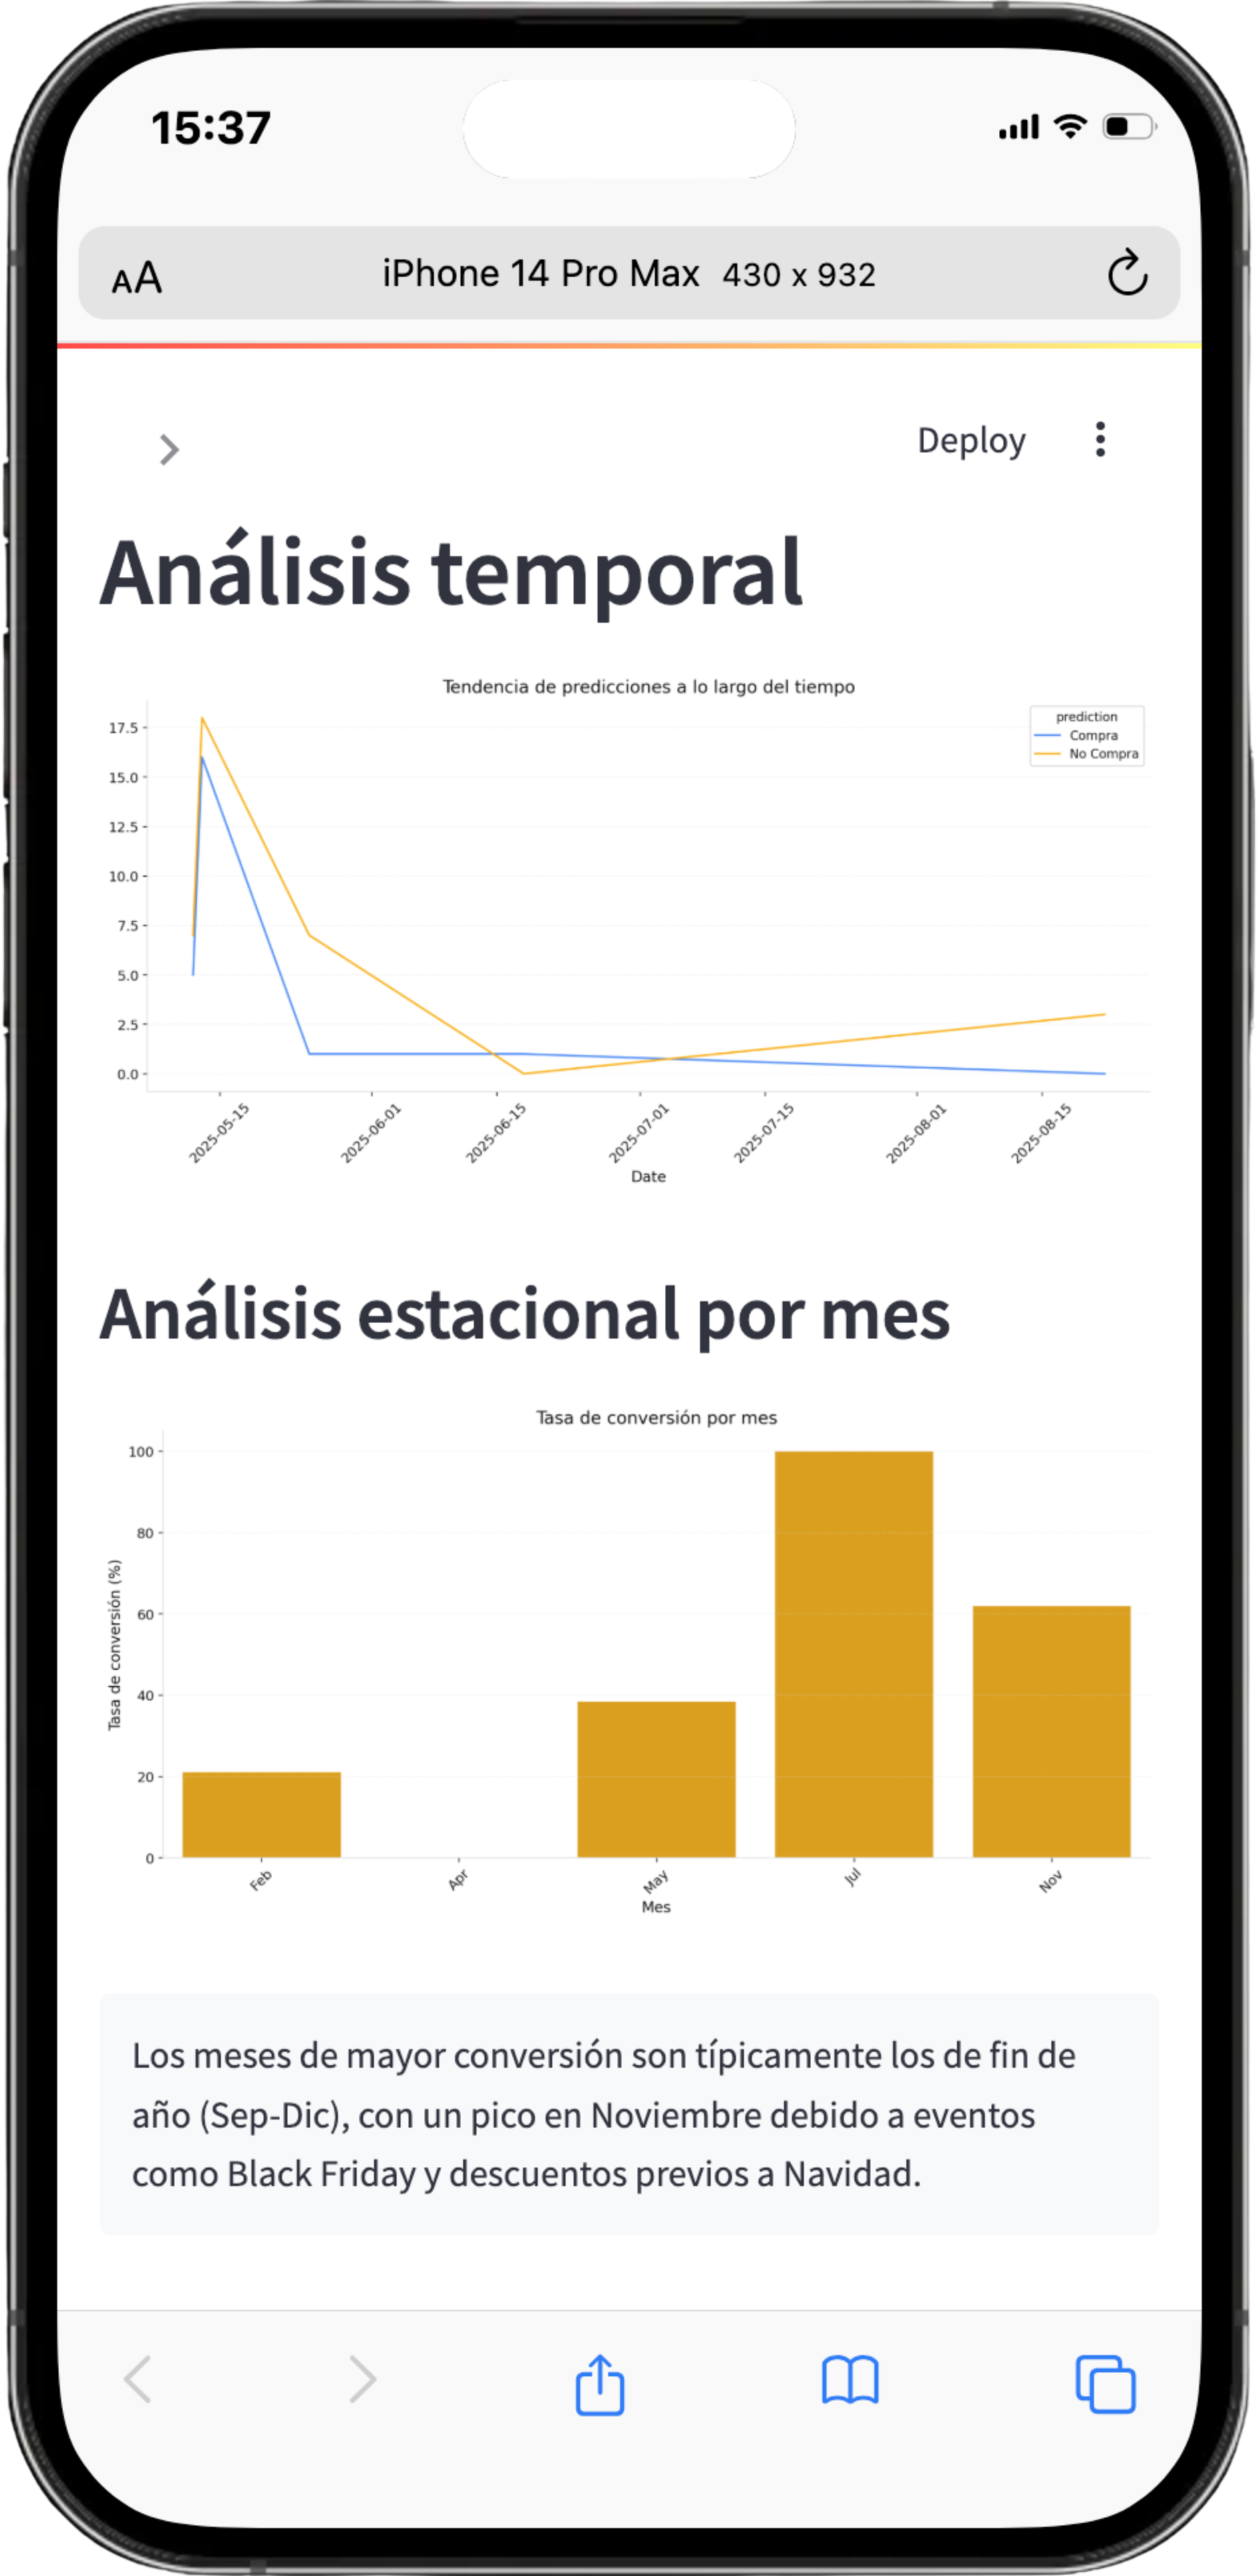 15:37
AA iPhone 14 Pro Max 430 x 932
Deploy
Análisis temporal
Tendencia de predicciones a lo largo del tiempo
prediction
Compra
No Compra
17.5
15.0
12.5
10.0
7.5
5.0
2.5
0.0
2025-05-15 2025-06-01 2025-06-15 2025-07-01 2025-07-15 2025-08-01 2025-08-15
Date
Análisis estacional por mes
Tasa de conversión por mes
Tasa de conversión (%)
100
80
60
40
20
0
Feb Apr May Jul Nov
Mes
Los meses de mayor conversión son típicamente los de fin de
año (Sep-Dic), con un pico en Noviembre debido a eventos
como Black Friday y descuentos previos a Navidad.